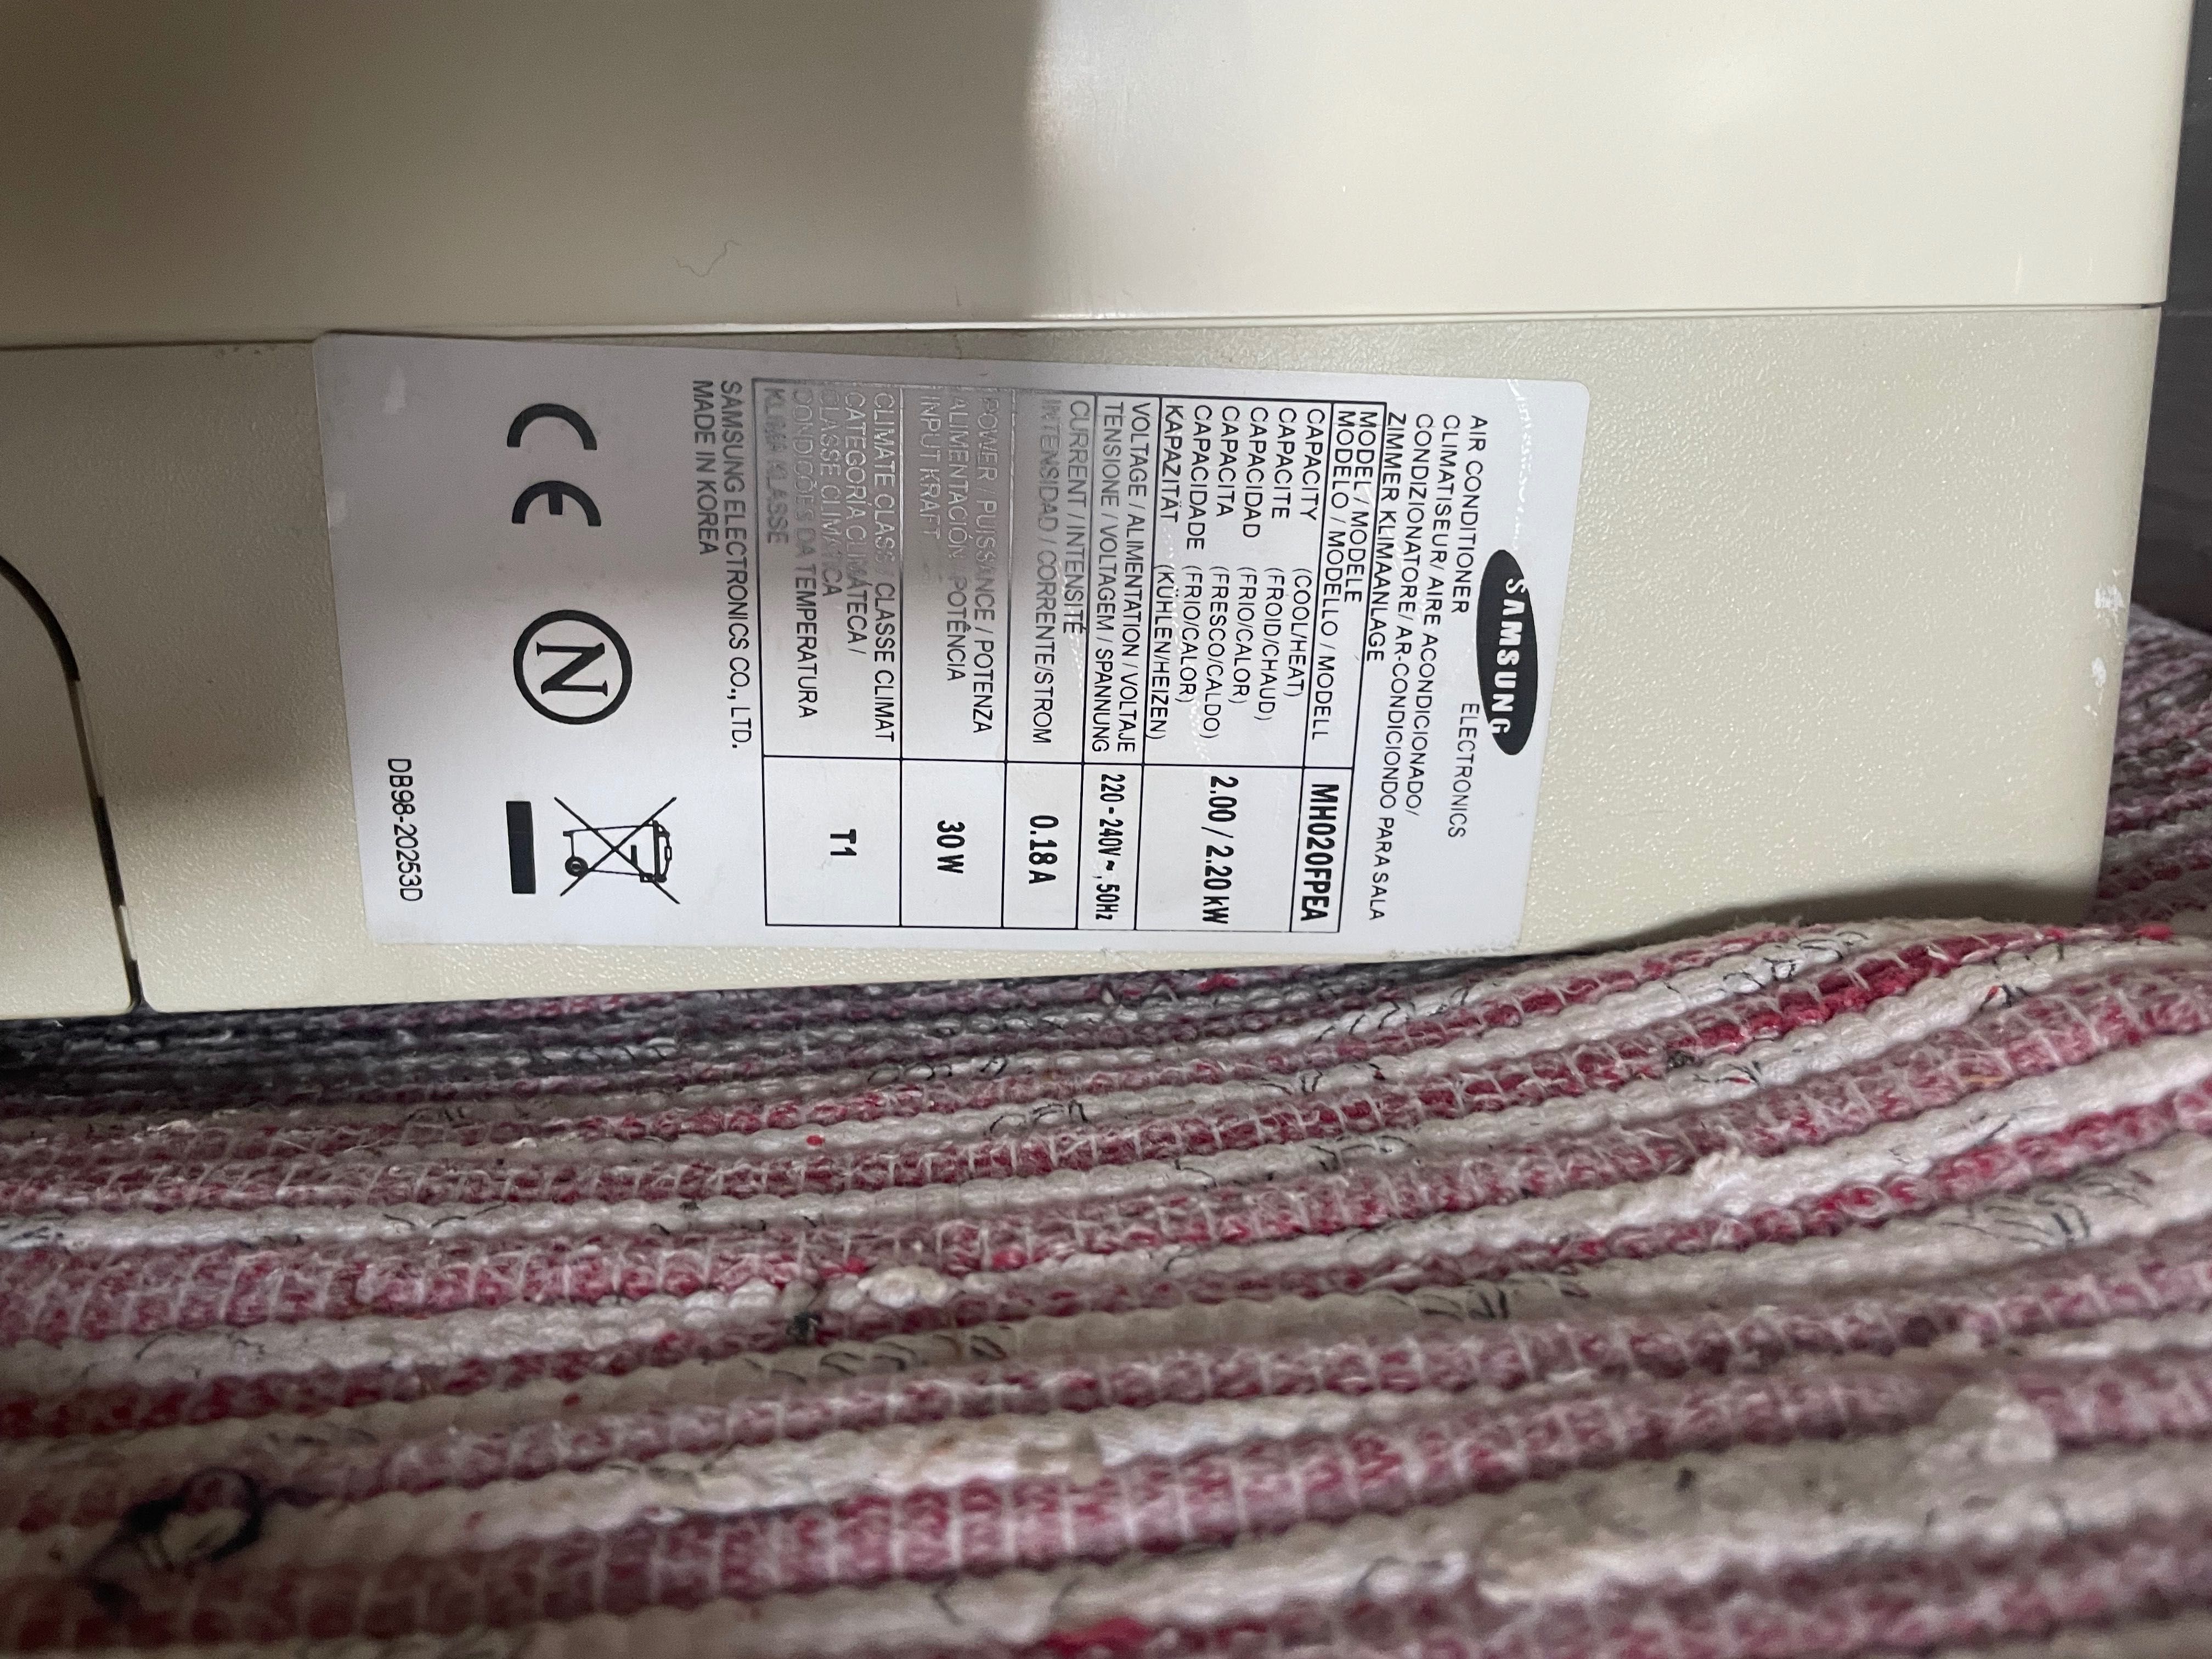 SAMSUNG
ELECTRONICS
AIR CONDITIONER
CLIMATISEUR/ AIRE ACONDICIONADO/
CONDIZIONATORE/ AR-CONDICIONDO PARA SALA
ZIMMER KLIMAANLAGE
MODEL / MODELE
MODELO / MODELLO / MODELL
MH020FPEA
CAPACITY (COOL/HEAT)
CAPACITE (FROID/CHAUD)
CAPACIDAD (FRIO/CALOR)
CAPACITA (FRESCO/CALDO)
CAPACIDADE (FRIO/CALOR)
KAPAZITÄT (KÜHLEN/HEIZEN)
2.00 / 2.20 kW
VOLTAGE / ALIMENTATION / VOLTAJE
TENSIONE / VOLTAGEM / SPANNUNG
220 - 240V ~ , 50Hz
CURRENT / INTENSITÉ
INTENSIDAD / CORRENTE/STROM
0.18 A
POWER / PUISSANCE / POTENZA
ALIMENTACIÓN / POTÊNCIA
INPUT KRAFT
30 W
CLIMATE CLASS / CLASSE CLIMAT
CATEGORIA CLIMÁTECA /
CLASSE CLIMATICA
CONDIÇÕES DA TEMPERATURA
KLIMA KLASSE
T1
SAMSUNG ELECTRONICS CO., LTD.
MADE IN KOREA
CE N
DB98-20253D